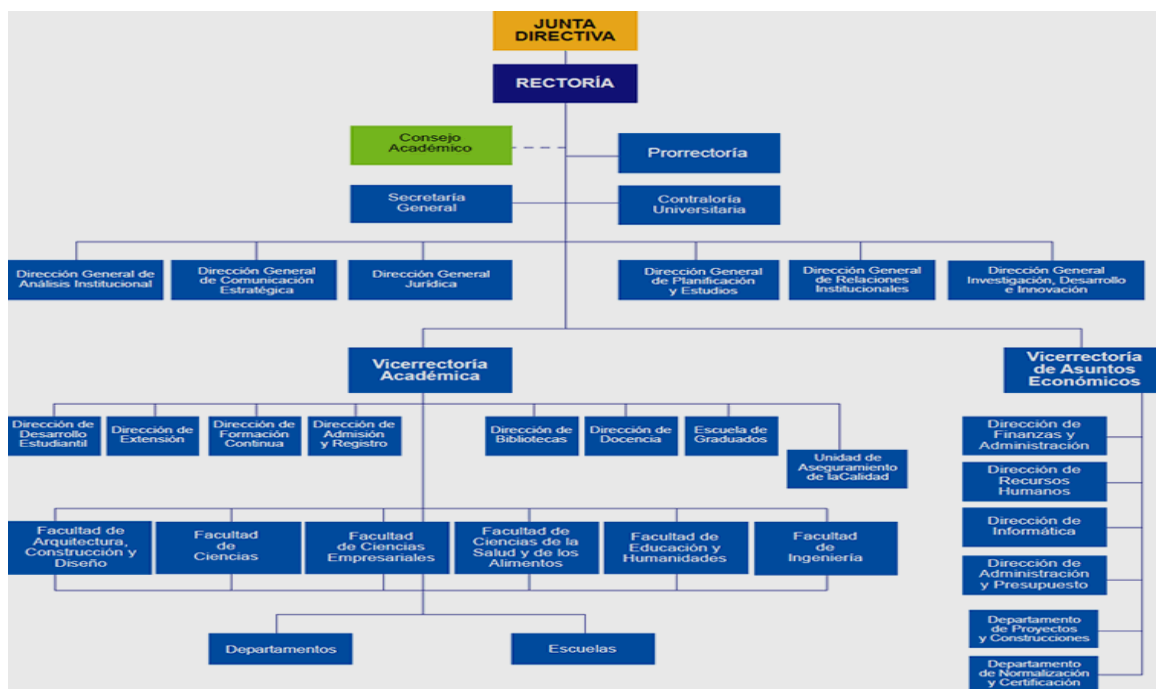 JUNTA
DIRECTIVA
RECTORÍA
Consejo
Académico
Prorrectoría
Secretaría
General
Contraloría
Universitaria
Dirección General de
Análisis Institucional
Dirección General
de Comunicación
Estratégica
Dirección General
Jurídica
Dirección General
de Planificación
y Estudios
Dirección General
de Relaciones
Institucionales
Dirección General
Investigación, Desarrollo
e Innovación
Vicerrectoría
Académica
Vicerrectoría
de Asuntos
Económicos
Dirección de
Desarrollo
Estudiantil
Dirección de
Extensión
Dirección de
Formación
Continua
Dirección de
Admisión
y Registro
Dirección de
Bibliotecas
Dirección de
Docencia
Escuela de
Graduados
Unidad de
Aseguramiento
de laCalidad
Dirección de
Finanzas y
Administración
Dirección de
Recursos
Humanos
Dirección de
Informática
Dirección de
Administración
y Presupuesto
Departamento
de Proyectos
y Construcciones
Departamento
de Normalización
y Certificación
Facultad de
Arquitectura,
Construcción y
Diseño
Facultad
de
Ciencias
Facultad
de Ciencias
Empresariales
Facultad de
Ciencias de la
Salud y de los
Alimentos
Facultad de
Educación y
Humanidades
Facultad
de
Ingeniería
Departamentos
Escuelas